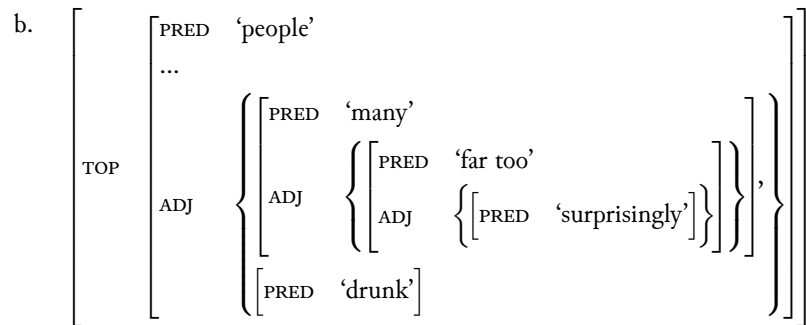 b.
PRED ‘people’
...
PRED ‘many’
TOP
PRED ‘far too’
ADJ
ADJ
ADJ
PRED ‘surprisingly’
,
PRED ‘drunk’